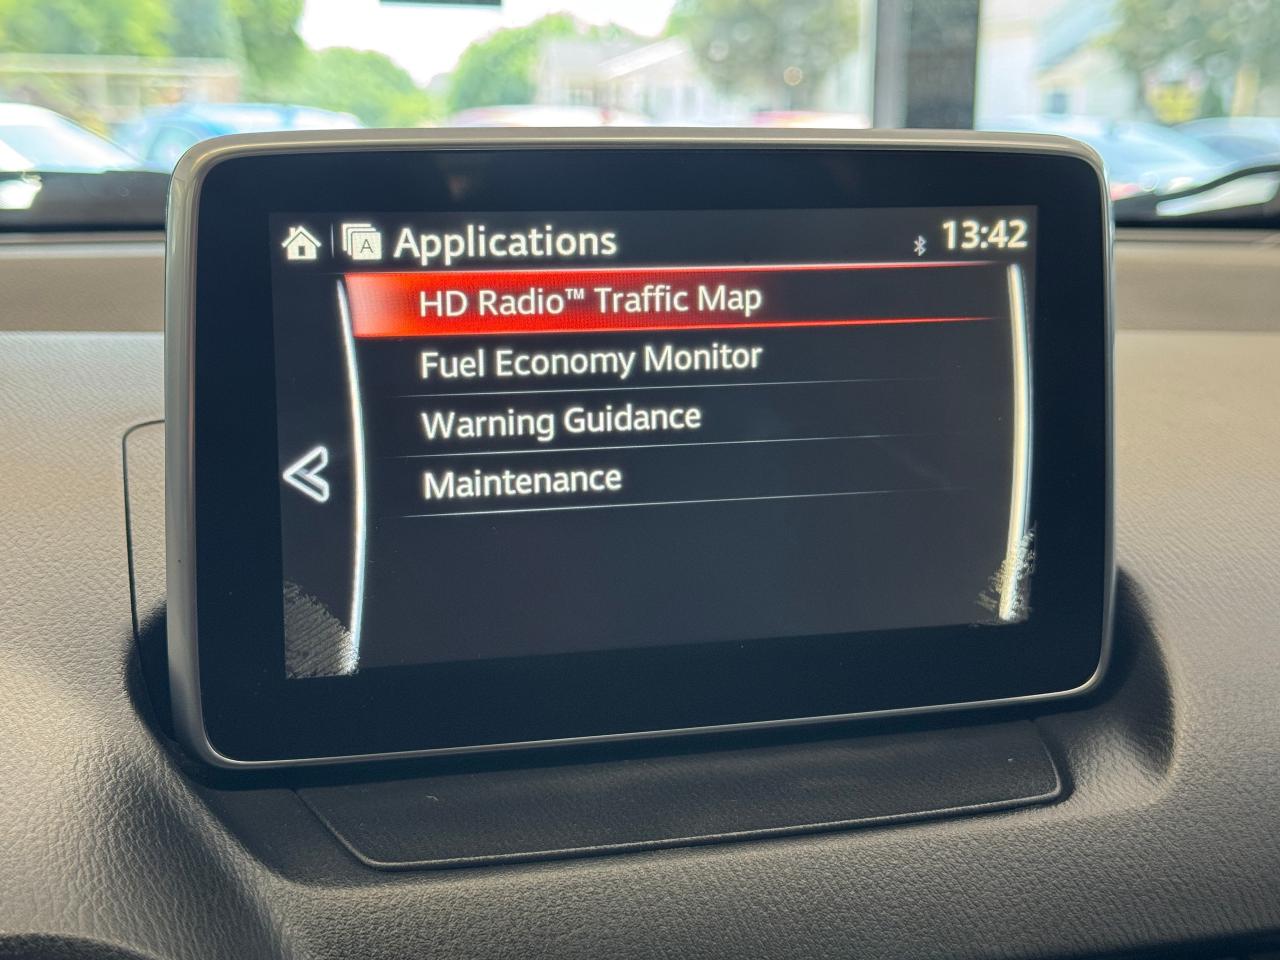 A Applications 13:42
HD Radio™ Traffic Map
Fuel Economy Monitor
Warning Guidance
Maintenance